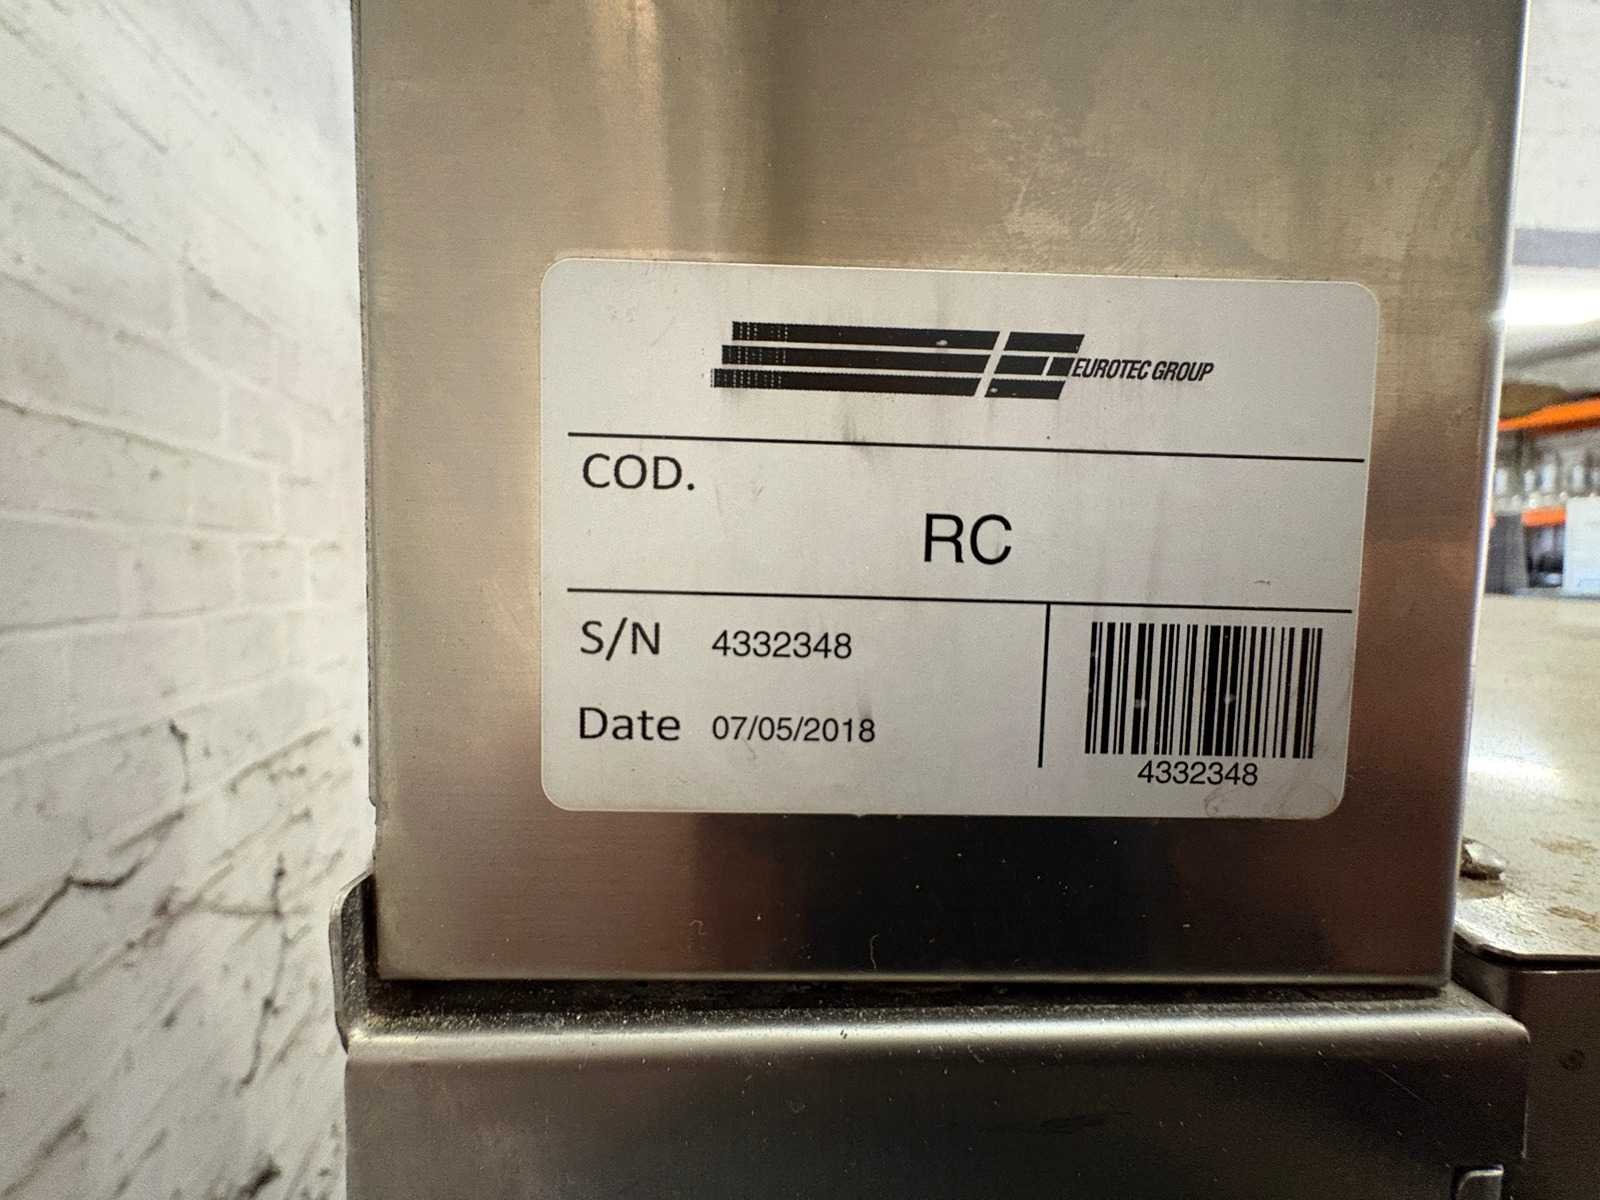 EUROTEC GROUP
COD.
RC
S/N 4332348
Date 07/05/2018
4332348